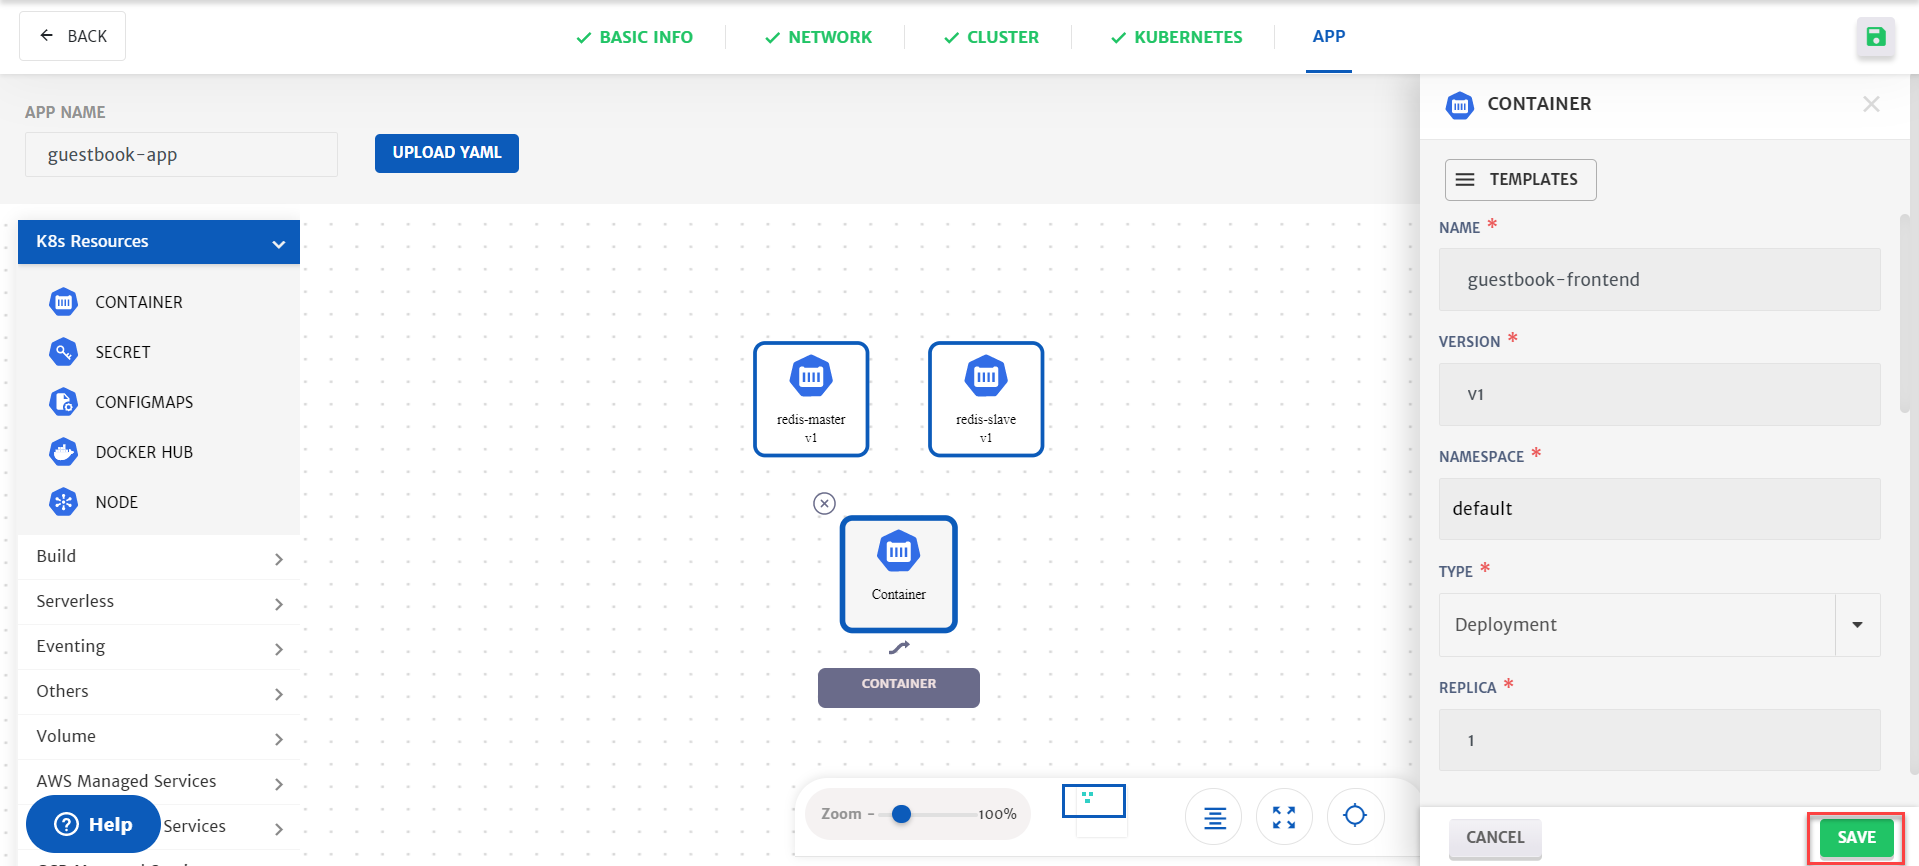 BACK
BASIC INFO
NETWORK
CLUSTER
KUBERNETES
APP
APP NAME
guestbook-app
UPLOAD YAML
K8s Resources
CONTAINER
SECRET
CONFIGMAPS
DOCKER HUB
NODE
Build
Serverless
Eventing
Others
Volume
AWS Managed Services
Services
? Help
redis-master
v1
redis-slave
v1
Container
CONTAINER
Zoom - 100%
CONTAINER
TEMPLATES
NAME *
guestbook-frontend
VERSION *
v1
NAMESPACE *
default
TYPE *
Deployment
REPLICA *
1
CANCEL
SAVE